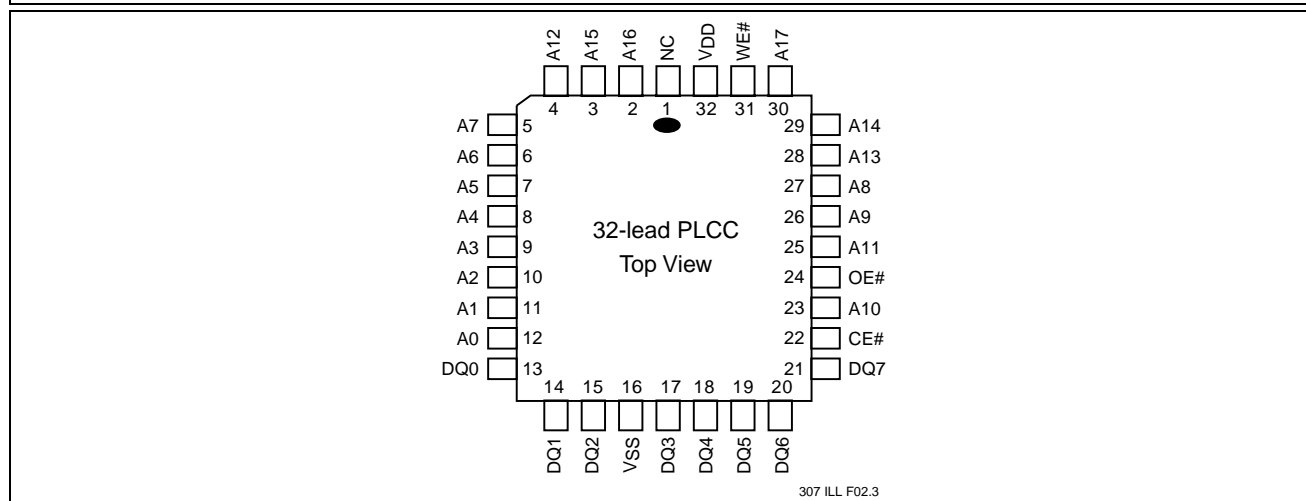 A12 A15 A16 NC VDD WE# A17
4 3 2 1 32 31 30
A7 5 29 A14
A6 6 28 A13
A5 7 27 A8
A4 8 26 A9
A3 9 25 A11
A2 10 24 OE#
A1 11 23 A10
A0 12 22 CE#
DQ0 13 21 DQ7
32-lead PLCC
Top View
14 15 16 17 18 19 20
DQ1 DQ2 VSS DQ3 DQ4 DQ5 DQ6
307 ILL F02.3